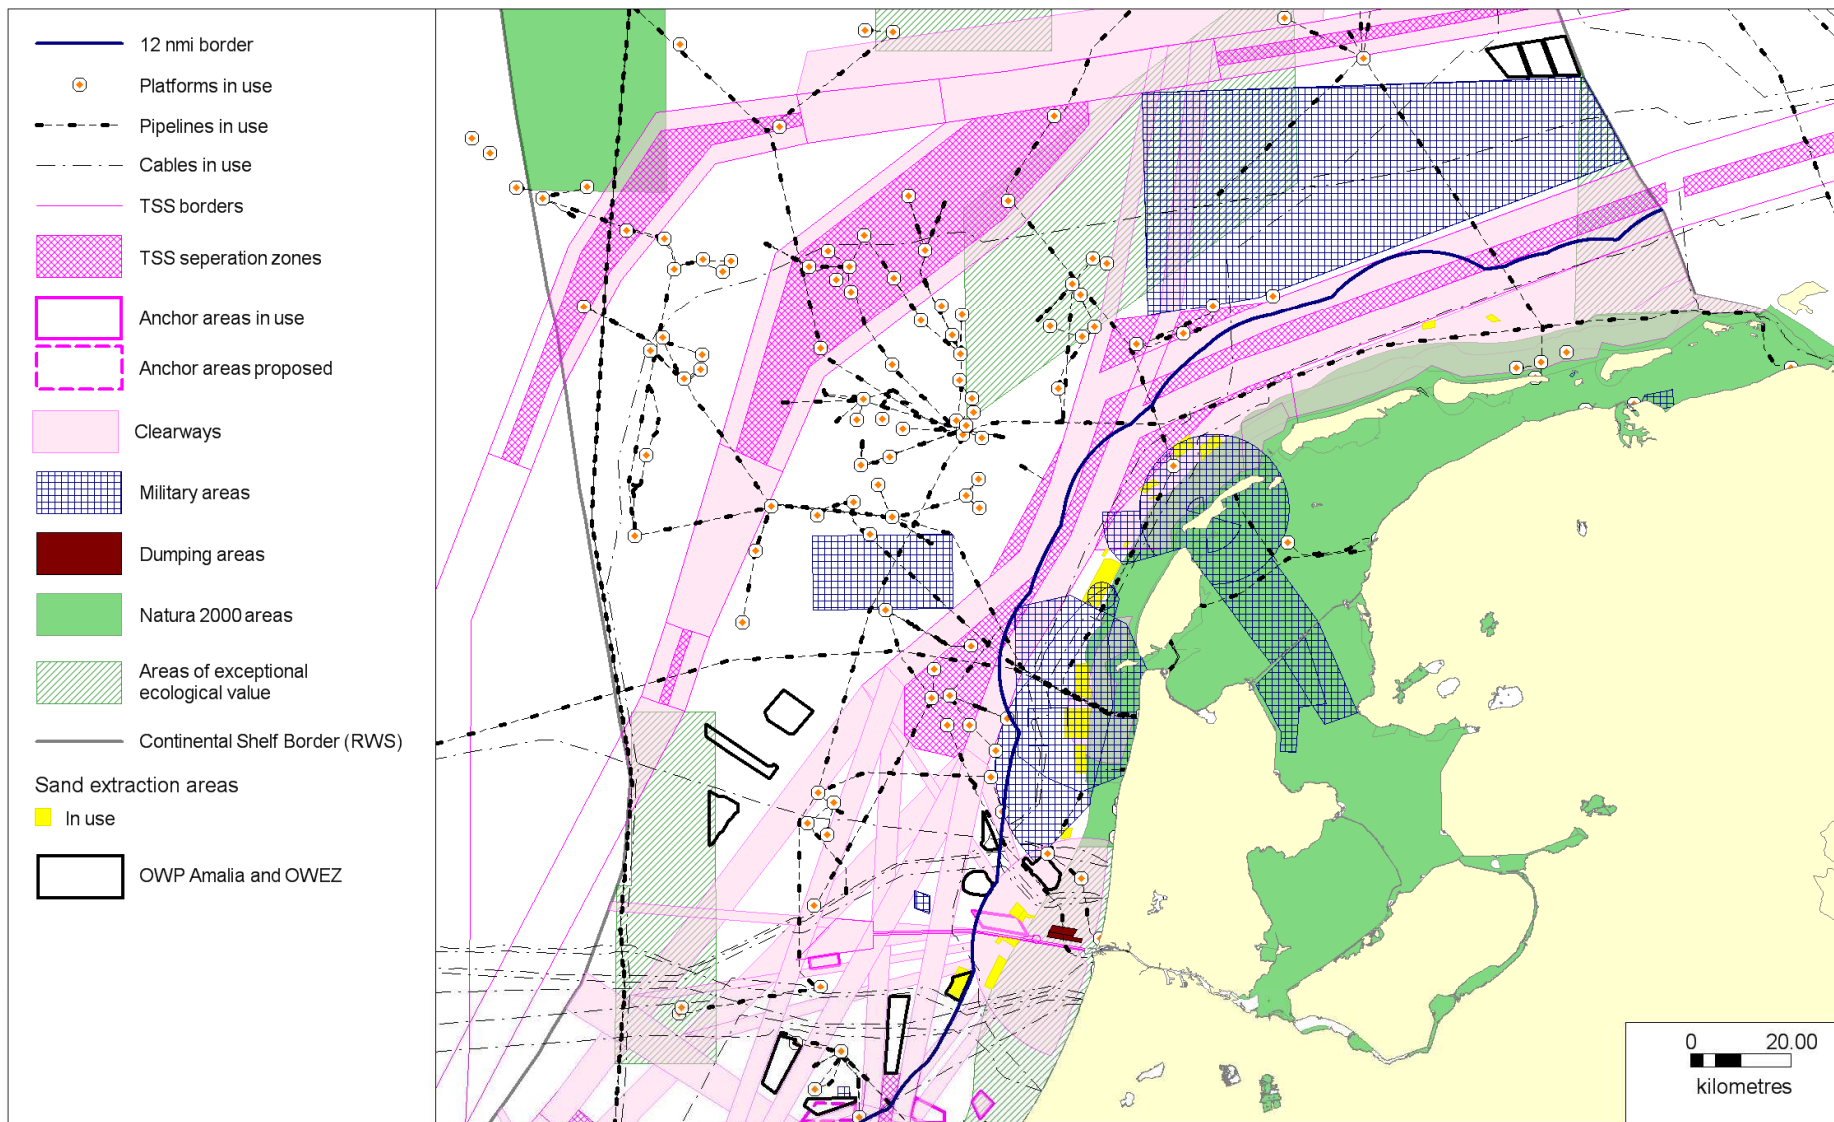 12 nmi border
Platforms in use
Pipelines in use
Cables in use
TSS borders
TSS seperation zones
Anchor areas in use
Anchor areas proposed
Clearways
Military areas
Dumping areas
Natura 2000 areas
Areas of exceptional
ecological value
Continental Shelf Border (RWS)
Sand extraction areas
In use
OWP Amalia and OWEZ
0 20.00
kilometres